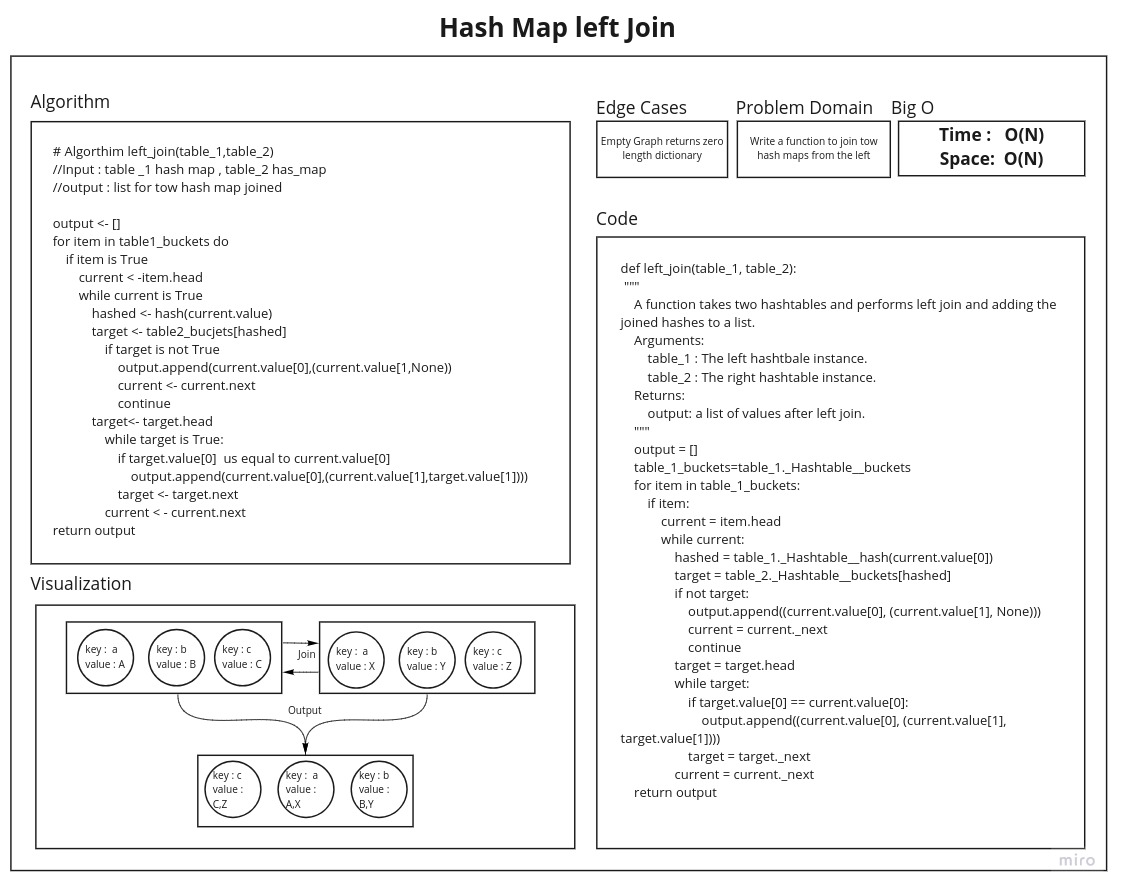 Hash Map left Join
Algorithm
# Algorthim left_join(table_1,table_2)
//Input : table _1 hash map , table_2 has_map
//output : list for tow hash map joined
output <- []
for item in table1_buckets do
if item is True
current < -item.head
while current is True
hashed <- hash(current.value)
target <- table2_bucjets[hashed]
if target is not True
output.append(current.value[0],(current.value[1,None))
current <- current.next
continue
target<- target.head
while target is True:
if target.value[0]  us equal to current.value[0]
output.append(current.value[0],(current.value[1],target.value[1])))
target <- target.next
current < - current.next
return output
Visualization
key :  a
value : A
key : b
value : B
key : c
value : C
Join
key :  a
value : X
key : b
value : Y
key : c
value : Z
Output
key : c
value :
C,Z
key :  a
value :
A,X
key : b
value :
B,Y
Edge Cases
Empty Graph returns zero
length dictionary
Problem Domain
Write a function to join tow
hash maps from the left
Big O
Time :   O(N)
Space:  O(N)
Code
def left_join(table_1, table_2):
"""
A function takes two hashtables and performs left join and adding the
joined hashes to a list.
Arguments:
table_1 : The left hashtbale instance.
table_2 : The right hashtable instance.
Returns:
output: a list of values after left join.
"""
output = []
table_1_buckets=table_1._Hashtable__buckets
for item in table_1_buckets:
if item:
current = item.head
while current:
hashed = table_1._Hashtable__hash(current.value[0])
target = table_2._Hashtable__buckets[hashed]
if not target:
output.append((current.value[0], (current.value[1], None)))
current = current._next
continue
target = target.head
while target:
if target.value[0] == current.value[0]:
output.append((current.value[0], (current.value[1],
target.value[1])))
target = target._next
current = current._next
return output
miro